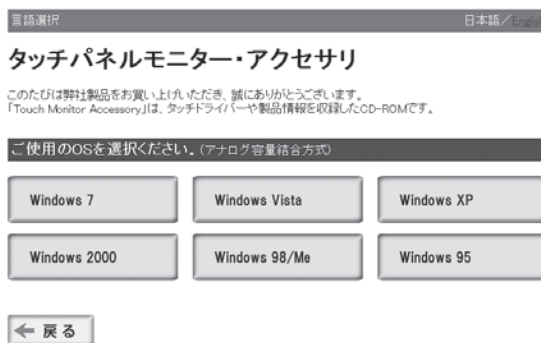 言語選択 日本語／English
タッチパネルモニター・アクセサリ
このたびは弊社製品をお買い上げいただき、誠にありがとうございます。
「Touch Monitor Accessory」は、タッチドライバーや製品情報を収録したCD-ROMです。
ご使用のOSを選択ください。(アナログ容量結合方式)
Windows 7 Windows Vista Windows XP
Windows 2000 Windows 98/Me Windows 95
戻る